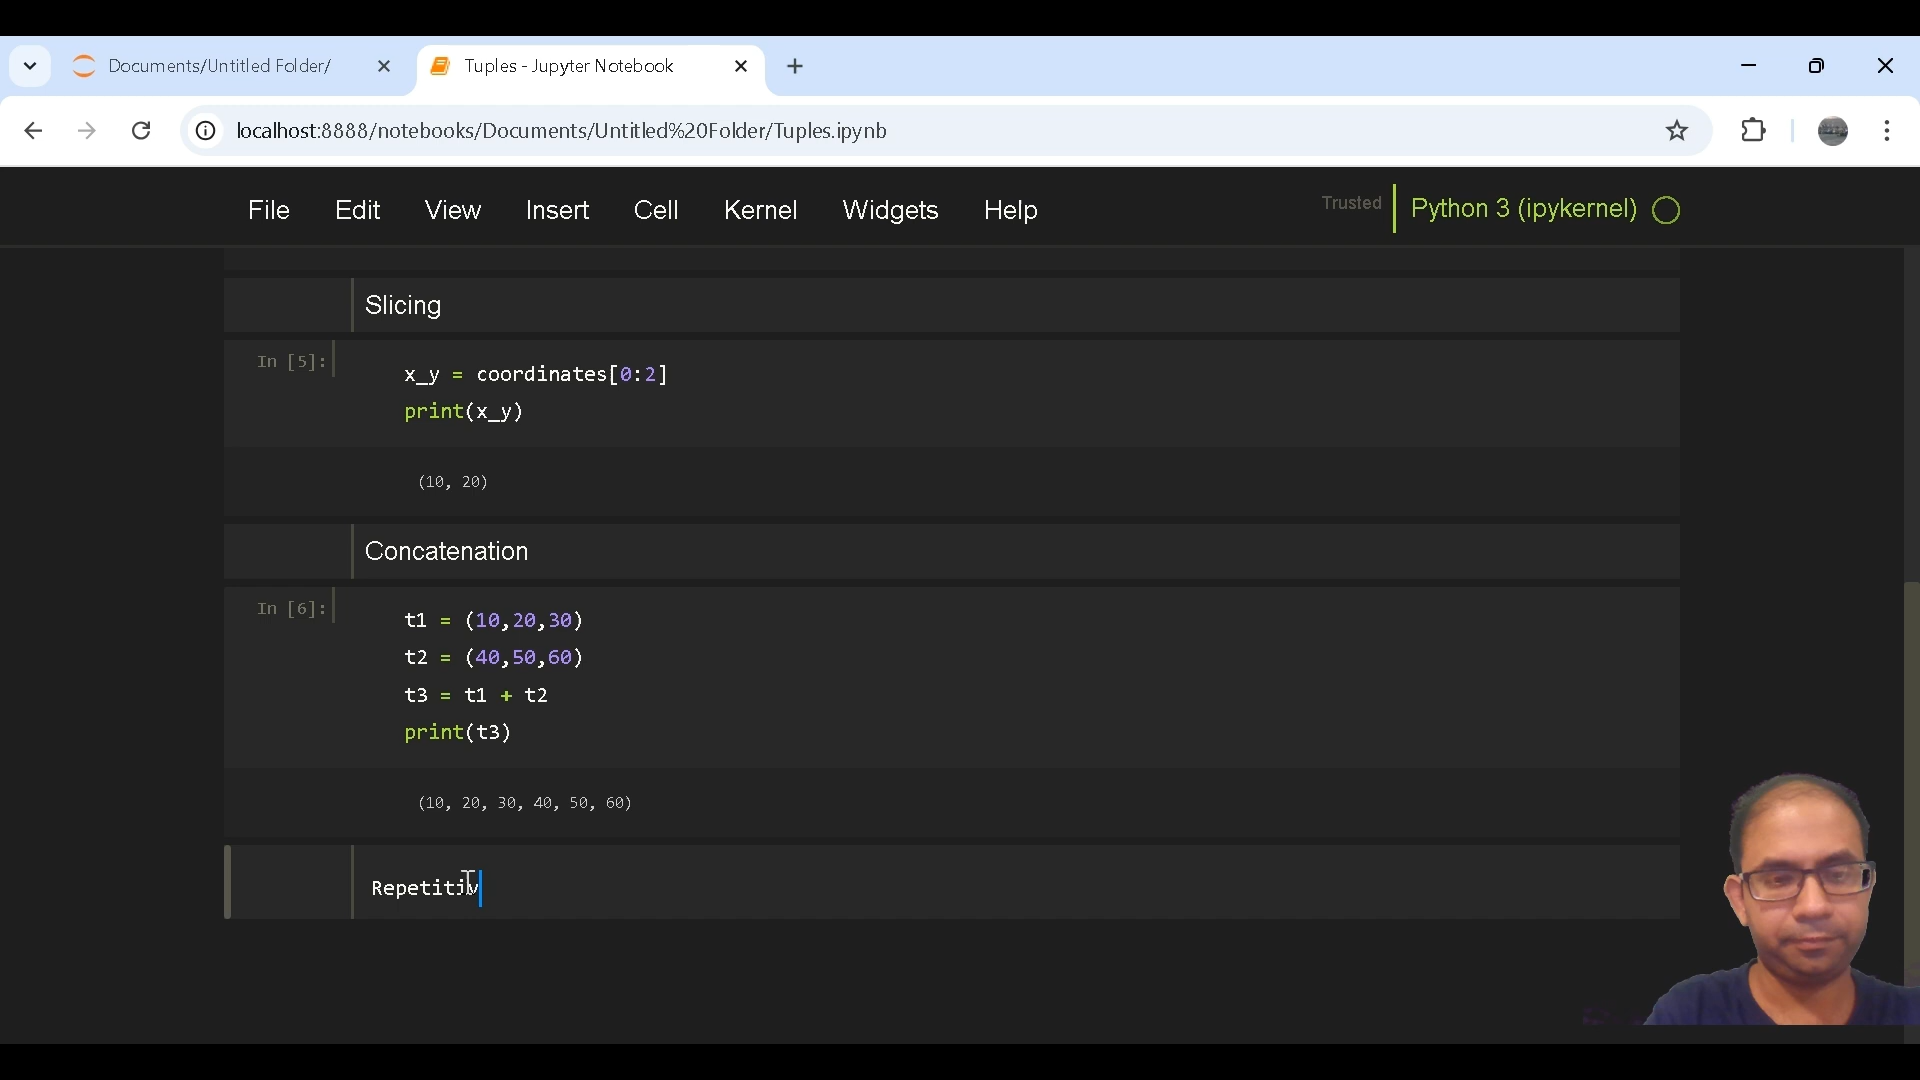 Documents/Untitled Folder/
Tuples - Jupyter Notebook
localhost:8888/notebooks/Documents/Untitled%20Folder/Tuples.ipynb
File Edit View Insert Cell Kernel Widgets Help
Trusted
Python 3 (ipykernel)
Slicing
In [5]:
x_y = coordinates[0:2]
print(x_y)
(10, 20)
Concatenation
In [6]:
t1 = (10,20,30)
t2 = (40,50,60)
t3 = t1 + t2
print(t3)
(10, 20, 30, 40, 50, 60)
Repetitiv